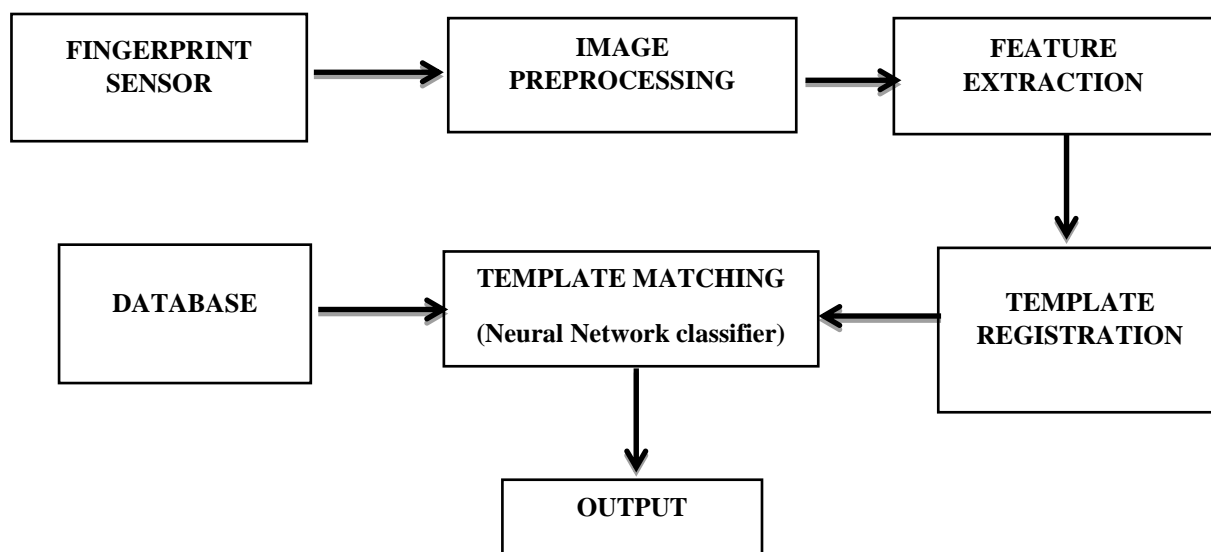 FINGERPRINT
SENSOR
IMAGE
PREPROCESSING
FEATURE
EXTRACTION
DATABASE
TEMPLATE MATCHING
(Neural Network classifier)
TEMPLATE
REGISTRATION
OUTPUT